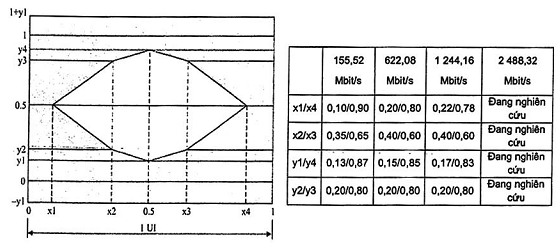 1+y1
1
y4
y3
0.5
y2
y1
0
−y1
0 x1 x2 0.5 x3 x4 1
1 UI
155,52 Mbit/s 622,08 Mbit/s 1 244,16 Mbit/s 2 488,32 Mbit/s
x1/x4 0,10/0,90 0,20/0,80 0,22/0,78 Đang nghiên cứu
x2/x3 0,35/0,65 0,40/0,60 0,40/0,60 Đang nghiên cứu
y1/y4 0,13/0,87 0,15/0,85 0,17/0,83 Đang nghiên cứu
y2/y3 0,20/0,80 0,20/0,80 0,20/0,80 Đang nghiên cứu